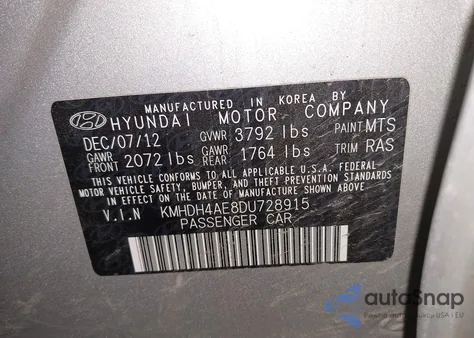 MANUFACTURED IN KOREA BY
HYUNDAI MOTOR COMPANY
DEC/07/12 GVWR 3792 lbs PAINT MTS
GAWR FRONT 2072 lbs GAWR REAR 1764 lbs TRIM RAS
THIS VEHICLE CONFORMS TO ALL APPLICABLE U.S.A. FEDERAL
MOTOR VEHICLE SAFETY, BUMPER, AND THEFT PREVENTION STANDARDS
IN EFFECT ON THE DATE OF MANUFACTURE SHOWN ABOVE.
V.I.N KMHDH4AE8DU728915
PASSENGER CAR
autoSnap
USA i EU